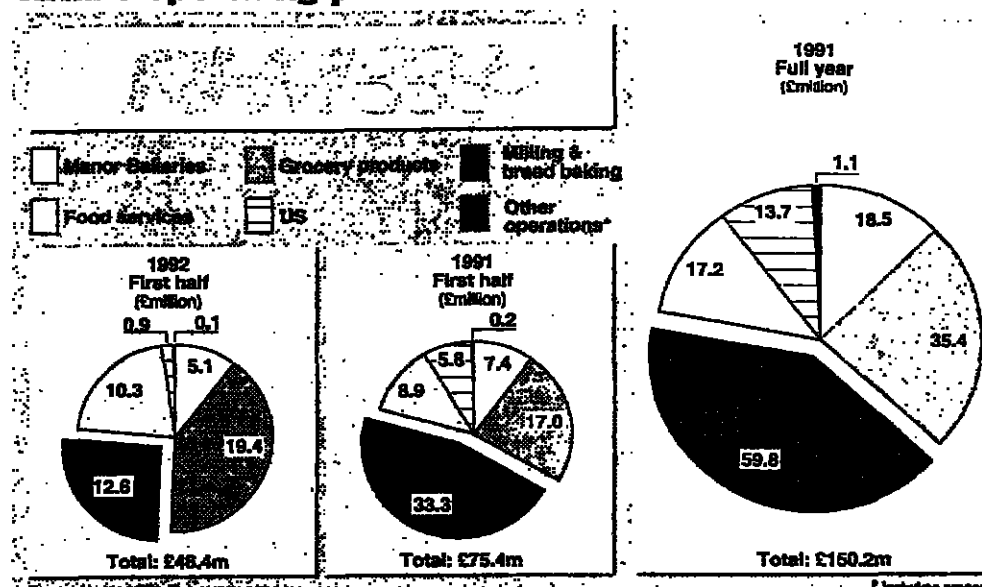 Manor Bakeries
Grocery products
Milling &
bread baking
Food services
US
Other
operations*
1992
First half
(£million)
0.9
0.1
5.1
10.3
19.4
12.6
Total: £48.4m
1991
First half
(£million)
0.2
5.8
7.4
8.9
17.0
33.3
Total: £75.4m
1991
Full year
(£million)
1.1
13.7
18.5
17.2
35.4
59.8
Total: £150.2m